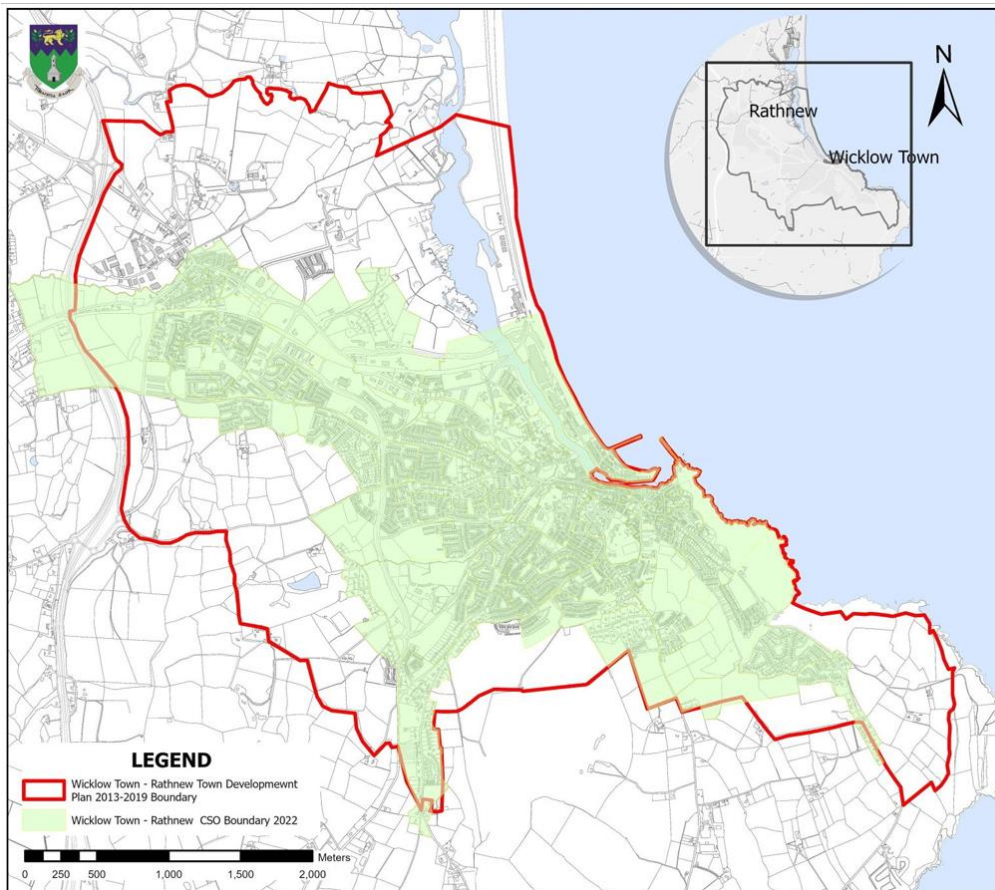 N
Rathnew
Wicklow Town
LEGEND
Wicklow Town - Rathnew Town Developmewnt
Plan 2013-2019 Boundary
Wicklow Town - Rathnew CSO Boundary 2022
Meters
0 250 500 1,000 1,500 2,000